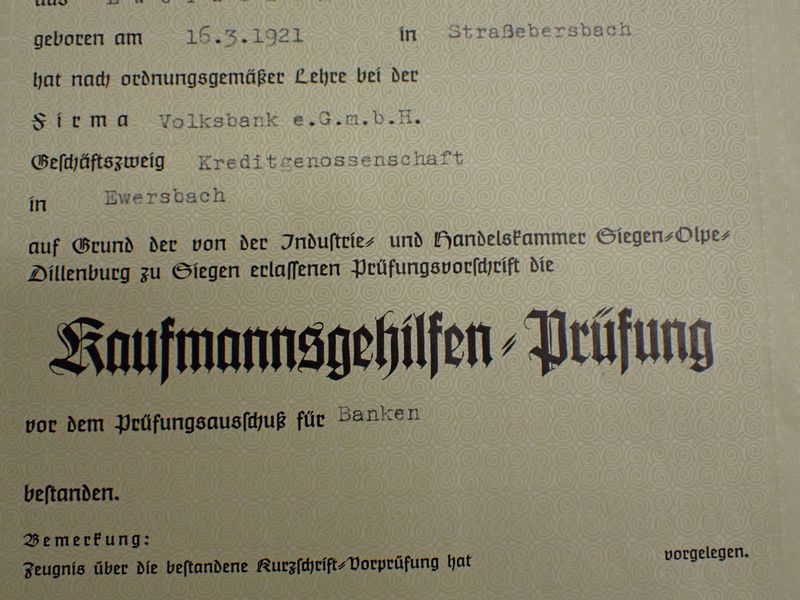 aus
geboren am 16.3.1921 in Straßebersbach
hat nach ordnungsgemäßer Lehre bei der
Firma Volksbank e.G.m.b.H.
Geschäftszweig Kreditgenossenschaft
in Ewersbach
auf Grund der von der Industrie- und Handelskammer Siegen-Olpe-
Dillenburg zu Siegen erlassenen Prüfungsvorschrift die
Kaufmannsgehilfen-Prüfung
vor dem Prüfungsausschuß für Banken
bestanden.
Bemerkung:
Zeugnis über die bestandene Kurzschrift-Vorprüfung hat vorgelegen.